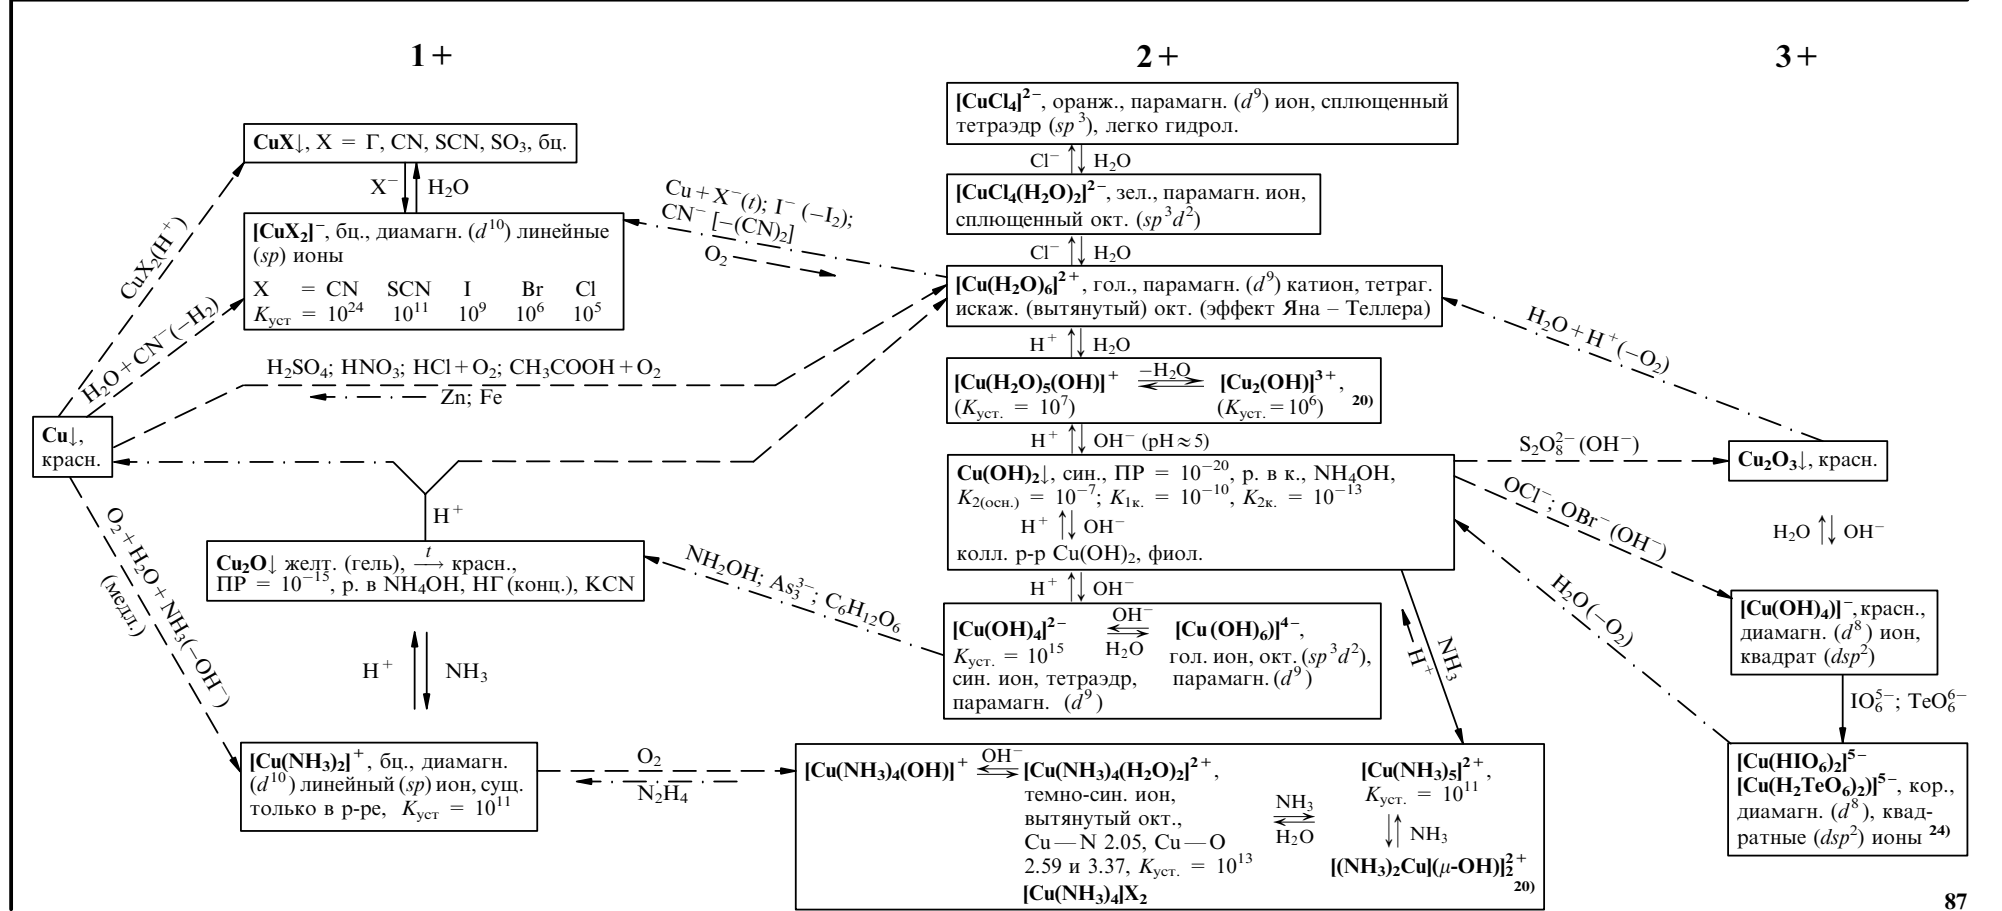 1+
2+
3+
CuX↓, X = Г, CN, SCN, SO₃, бц.
X⁻ H₂O
[CuX₂]⁻, бц., диамагн. (d¹⁰) линейные
(sp) ионы
X = CN SCN I Br Cl
Kуст = 10²⁴ 10¹¹ 10⁹ 10⁶ 10⁵
CuX₂(H⁺)
H₂O + CN⁻(−H₂)
Cu + X⁻(t); I⁻ (−I₂);
CN⁻ [−(CN)₂]
O₂
H₂SO₄; HNO₃; HCl + O₂; CH₃COOH + O₂
Zn; Fe
Cu↓,
красн.
H⁺
Cu₂O↓ желт. (гель), t → красн.,
ПР = 10⁻¹⁵, р. в NH₄OH, НГ (конц.), KCN
O₂ + H₂O + NH₃(−OH⁻)
(медл.)
H⁺ NH₃
[Cu(NH₃)₂]⁺, бц., диамагн.
(d¹⁰) линейный (sp) ион, сущ.
только в р-ре, Kуст = 10¹¹
O₂
N₂H₄
[CuCl₄]²⁻, оранж., парамагн. (d⁹) ион, сплющенный
тетраэдр (sp³), легко гидрол.
Cl⁻ H₂O
[CuCl₄(H₂O)₂]²⁻, зел., парамагн. ион,
сплющенный окт. (sp³d²)
Cl⁻ H₂O
[Cu(H₂O)₆]²⁺, гол., парамагн. (d⁹) катион, тетраг.
искаж. (вытянутый) окт. (эффект Яна – Теллера)
H⁺ H₂O
[Cu(H₂O)₅(OH)]⁺ −H₂O [Cu₂(OH)]³⁺,
(Kуст. = 10⁷) (Kуст. = 10⁶) 20)
H⁺ OH⁻ (pH ≈ 5)
Cu(OH)₂↓, син., ПР = 10⁻²⁰, р. в к., NH₄OH,
K₂(осн.) = 10⁻⁷; K₁к. = 10⁻¹⁰, K₂к. = 10⁻¹³
H⁺ OH⁻
колл. р-р Cu(OH)₂, фиол.
H⁺ OH⁻
[Cu(OH)₄]²⁻ OH⁻ [Cu(OH)₆)]⁴⁻,
Kуст. = 10¹⁵ H₂O гол. ион, окт. (sp³d²),
син. ион, тетраэдр, парамагн. (d⁹)
парамагн. (d⁹)
NH₂OH; As₃³⁻; C₆H₁₂O₆
NH₃
H⁺
[Cu(NH₃)₄(OH)]⁺ OH⁻ [Cu(NH₃)₄(H₂O)₂]²⁺,
темно-син. ион,
вытянутый окт.,
Cu — N 2.05, Cu — O
2.59 и 3.37, Kуст. = 10¹³
[Cu(NH₃)₄]X₂
NH₃
H₂O
[Cu(NH₃)₅]²⁺,
Kуст. = 10¹¹
NH₃
[(NH₃)₂Cu](μ-OH)]₂²⁺
20)
H₂O + H⁺(−O₂)
S₂O₈²⁻ (OH⁻)
OCl⁻; OBr⁻ (OH⁻)
H₂O(−O₂)
Cu₂O₃↓, красн.
H₂O OH⁻
[Cu(OH)₄)]⁻, красн.,
диамагн. (d⁸) ион,
квадрат (dsp²)
IO₆⁵⁻; TeO₆⁶⁻
[Cu(HIO₆)₂]⁵⁻
[Cu(H₂TeO₆)₂)]⁵⁻, кор.,
диамагн. (d⁸), квад-
ратные (dsp²) ионы 24)
87